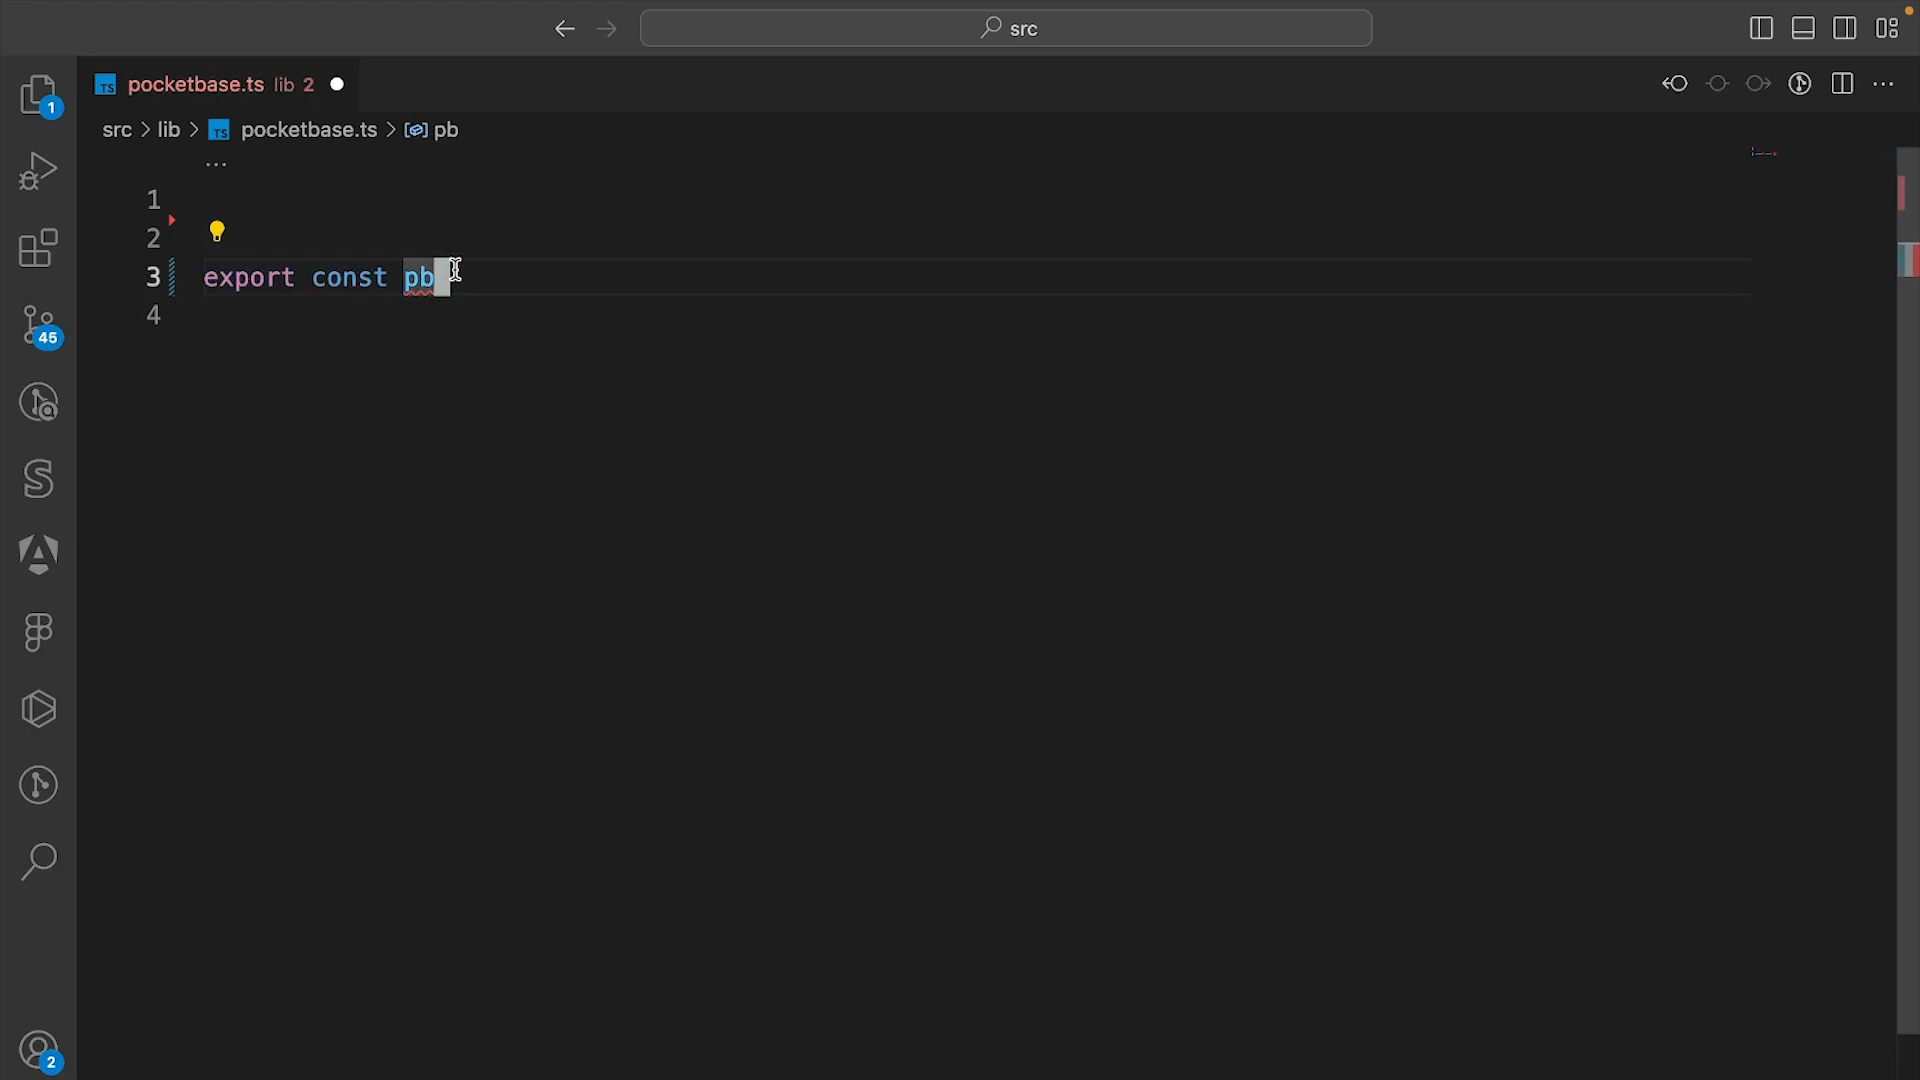 src
pocketbase.ts lib 2
src > lib > TS pocketbase.ts > pb
...
1
2
3 export const pb
4
1
45
2